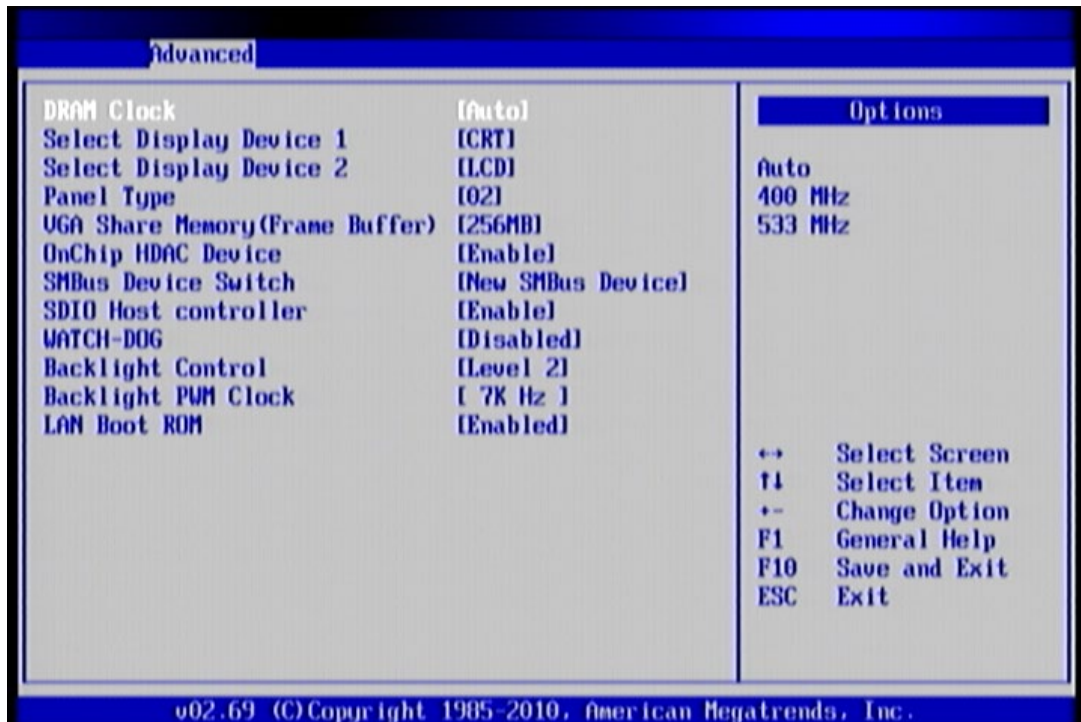 Advanced
DRAM Clock [Auto]
Select Display Device 1 [CRT]
Select Display Device 2 [LCD]
Panel Type [02]
VGA Share Memory(Frame Buffer) [256MB]
OnChip HDAC Device [Enable]
SMBus Device Switch [New SMBus Device]
SDIO Host controller [Enable]
WATCH-DOG [Disabled]
Backlight Control [Level 2]
Backlight PWM Clock [ 7K Hz ]
LAN Boot ROM [Enabled]
Options
Auto
400 MHz
533 MHz
←→ Select Screen
↑↓ Select Item
+- Change Option
F1 General Help
F10 Save and Exit
ESC Exit
v02.69 (C)Copyright 1985-2010, American Megatrends, Inc.